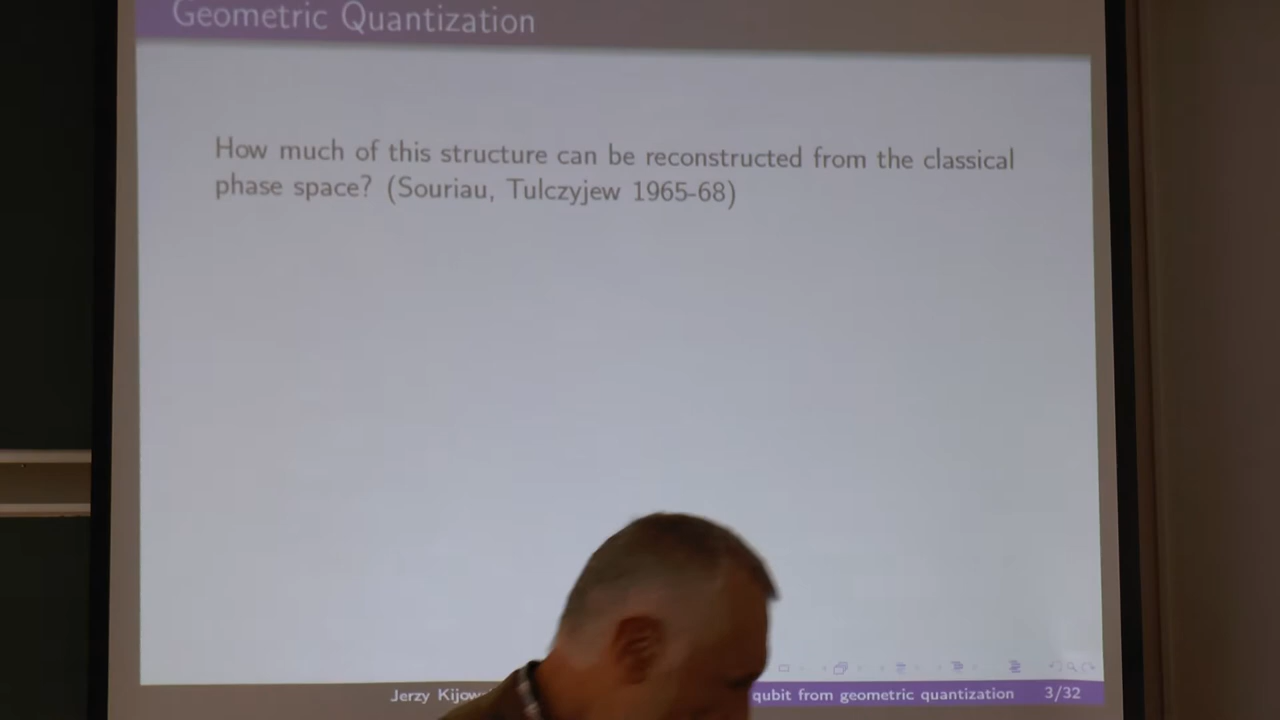 Geometric Quantization
How much of this structure can be reconstructed from the classical
phase space? (Souriau, Tulczyjew 1965-68)
Jerzy Kijow
qubit from geometric quantization 3/32